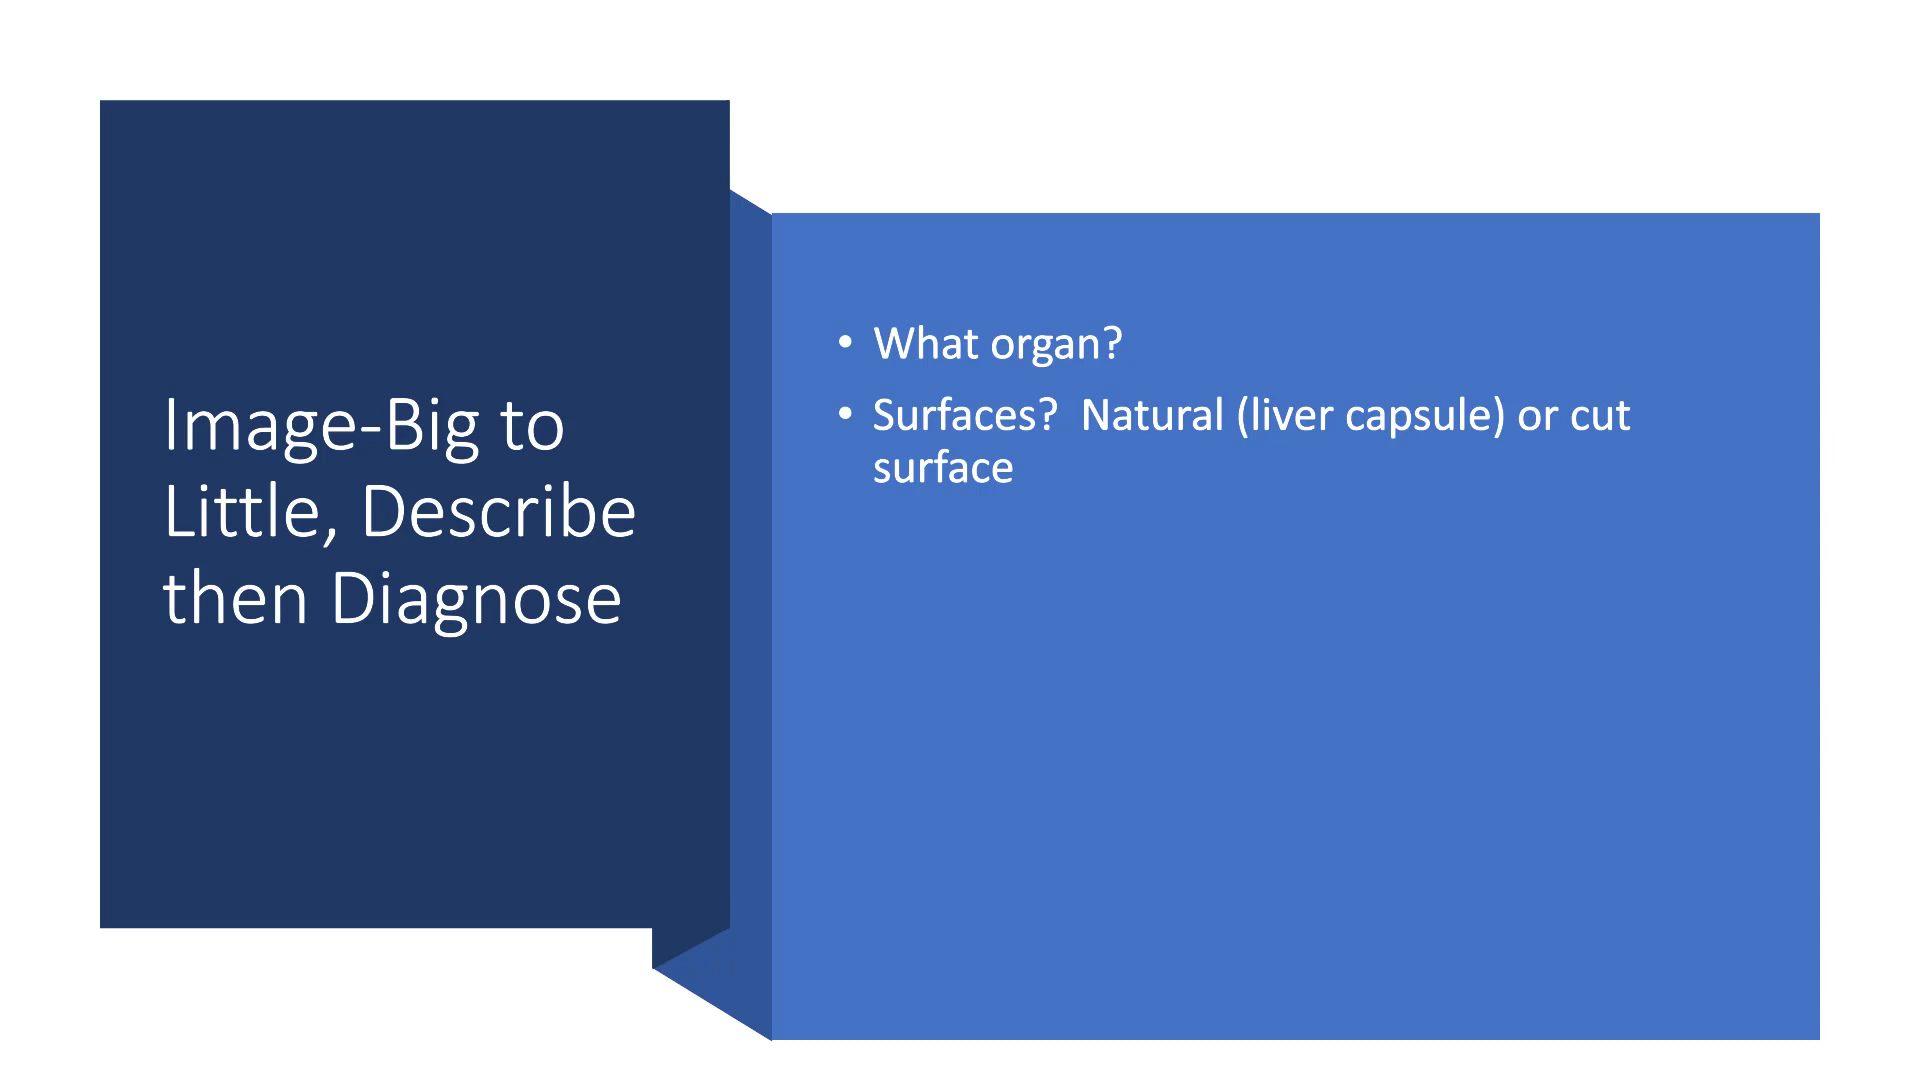 Image-Big to
Little, Describe
then Diagnose
• What organ?
• Surfaces?  Natural (liver capsule) or cut
surface